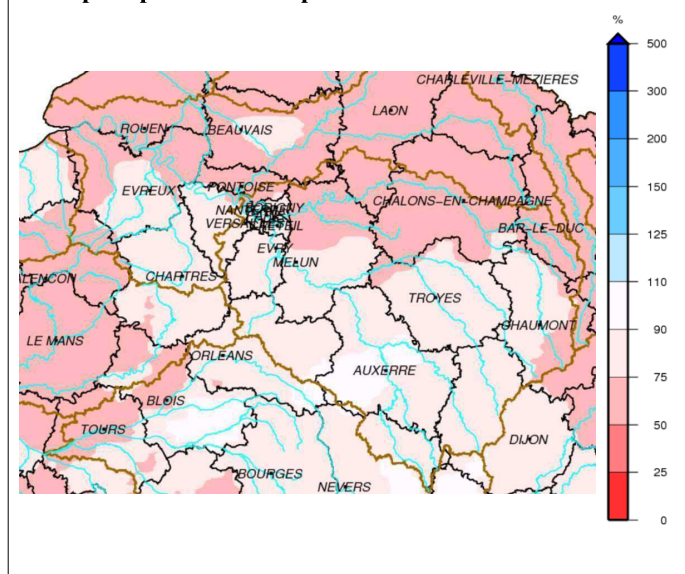 %
500
300
200
150
125
110
90
75
50
25
0
CHARLEVILLE-MEZIERES
LAON
ROUEN
BEAUVAIS
EVREUX
PONTOISE
CHALONS-EN-CHAMPAGNE
BAR-LE-DUC
EVRY
MELUN
CHARTRES
TROYES
CHAUMONT
LE MANS
ORLEANS
AUXERRE
BLOIS
TOURS
DIJON
BOURGES
NEVERS